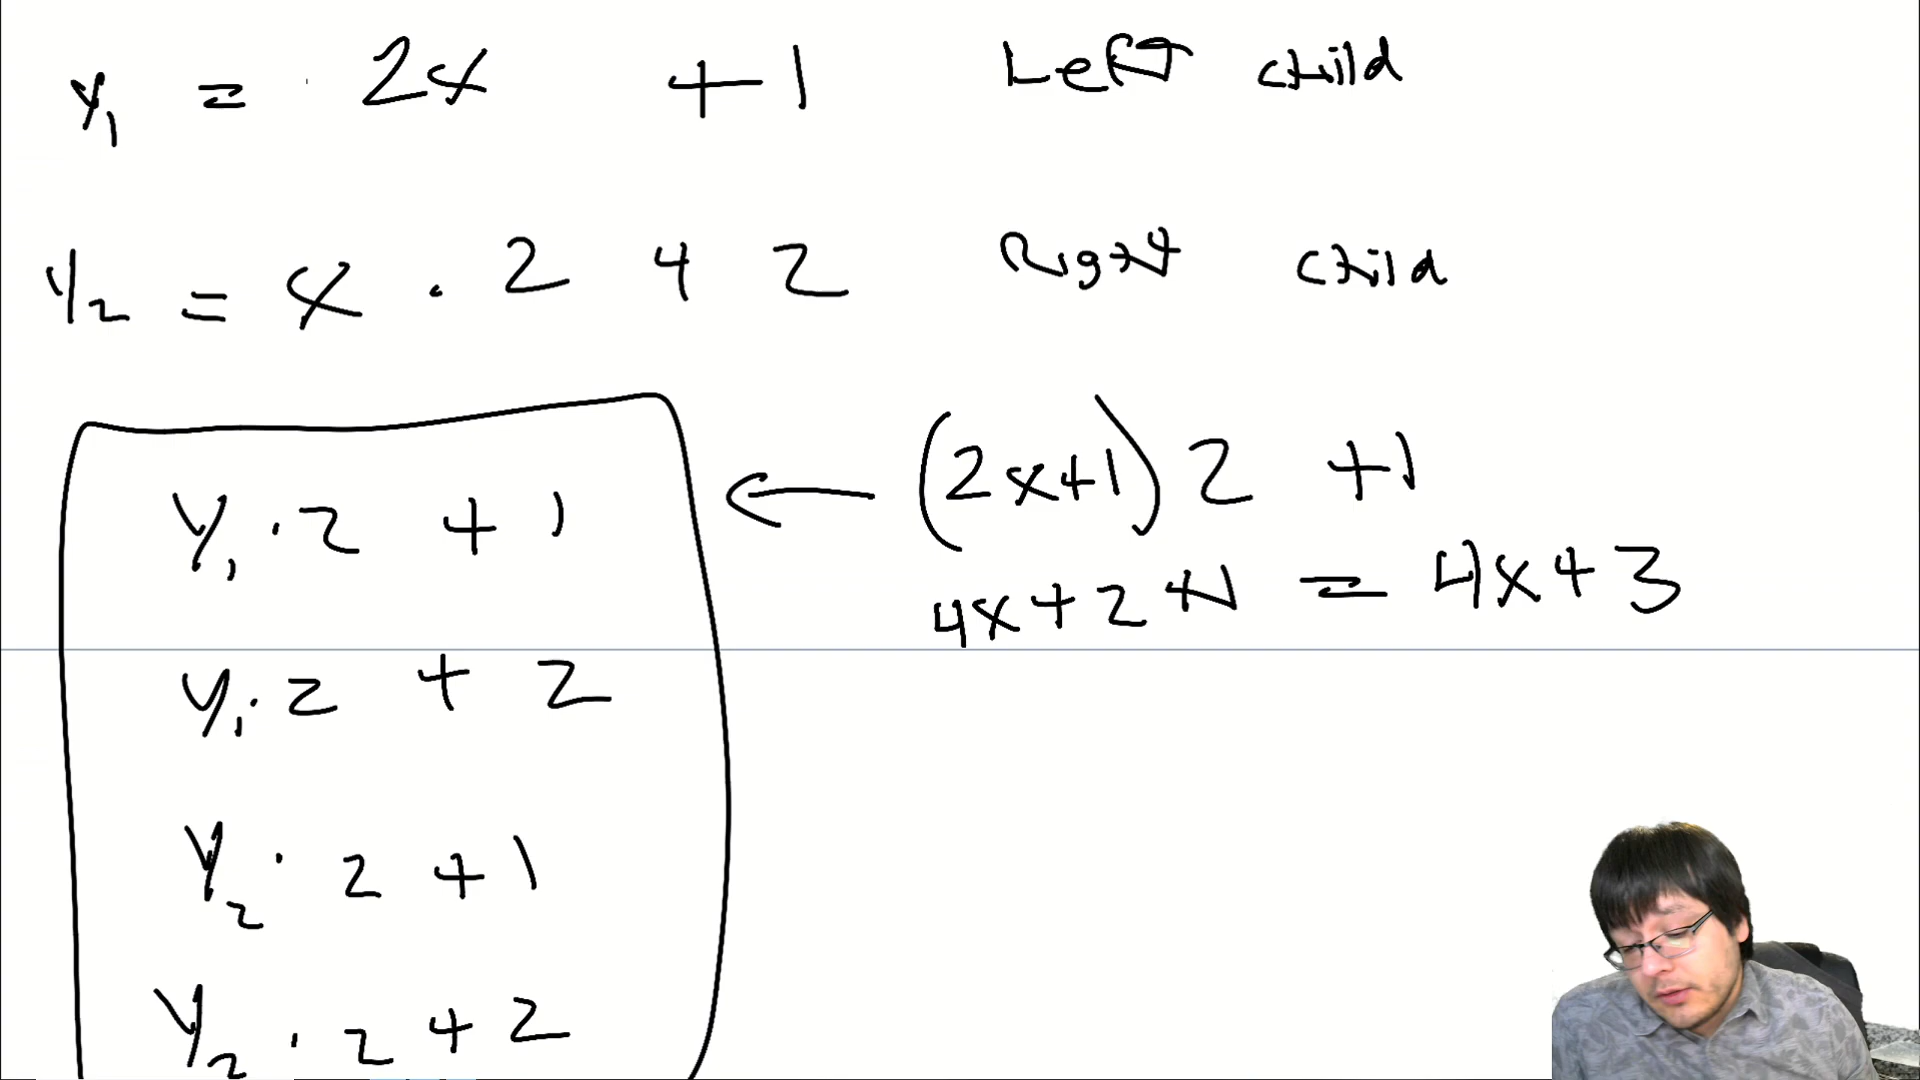 y₁ = 2x + 1 Left child
y₂ = x · 2 + 2 Right child
y₁ · 2 + 1 ← (2x+1) 2 + 1
4x + 2 + 1 = 4x + 3
y₁ · 2 + 2
y₂ · 2 + 1
y₂ · 2 + 2